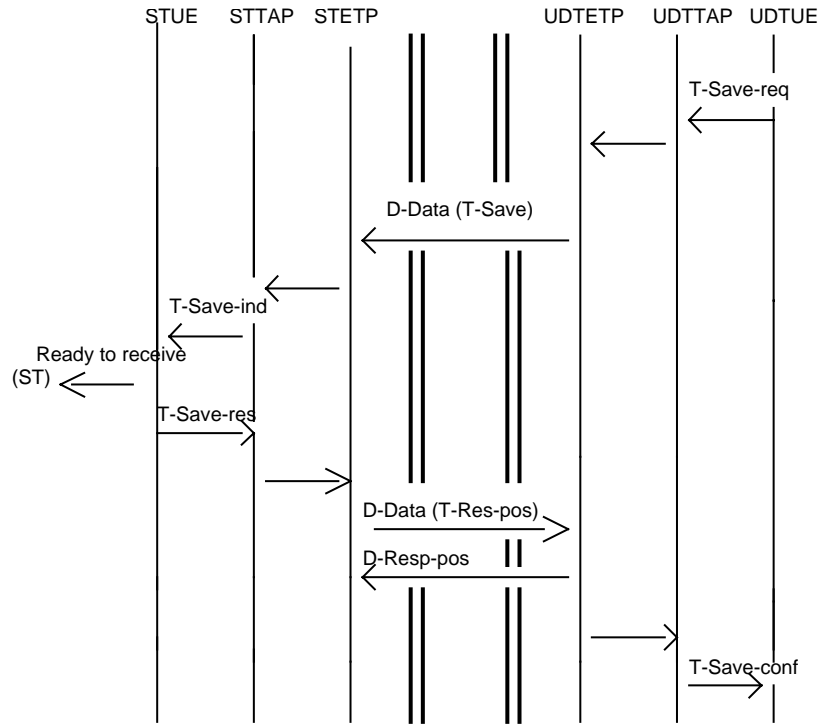 STUE STTAP STETP UDTETP UDTTAP UDTUE
T-Save-req
D-Data (T-Save)
T-Save-ind
Ready to receive
(ST)
T-Save-res
D-Data (T-Res-pos)
D-Resp-pos
T-Save-conf